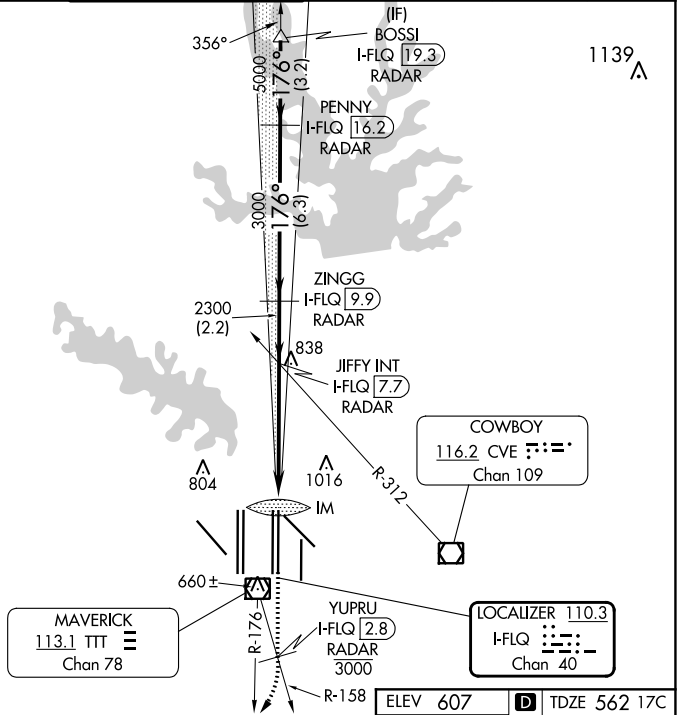 (IF)
BOSSI
I-FLQ 19.3
RADAR
356°
1139
5000
176°
(3.2)
PENNY
I-FLQ 16.2
RADAR
3000
176°
(6.3)
ZINGG
I-FLQ 9.9
RADAR
2300
(2.2)
838
JIFFY INT
I-FLQ 7.7
RADAR
COWBOY
116.2 CVE
Chan 109
R-312
804
1016
IM
660±
MAVERICK
113.1 TTT
Chan 78
R-176
YUPRU
I-FLQ 2.8
RADAR
3000
R-158
LOCALIZER 110.3
I-FLQ
Chan 40
ELEV 607 D TDZE 562 17C